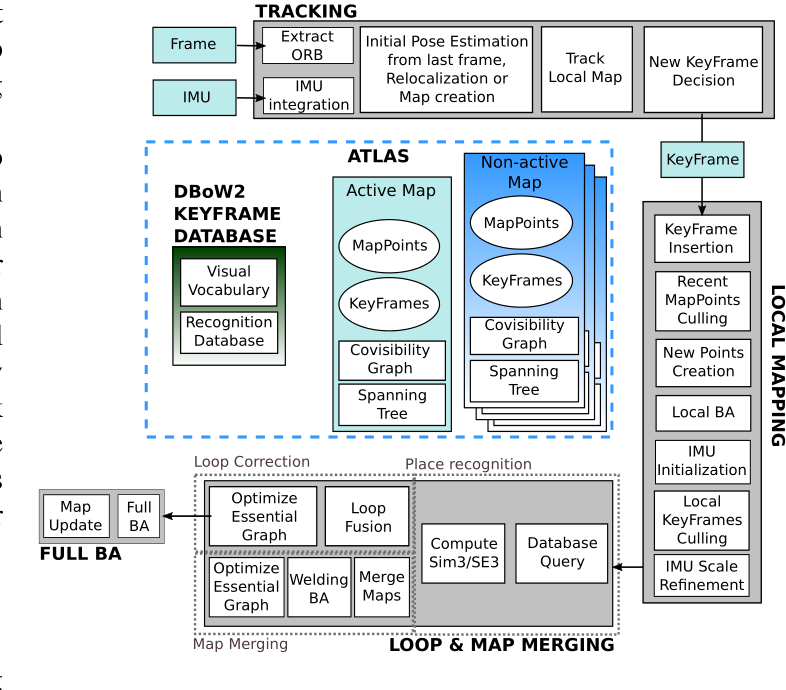 TRACKING
Frame
Extract
ORB
IMU
IMU
integration
Initial Pose Estimation
from last frame,
Relocalization or
Map creation
Track
Local Map
New KeyFrame
Decision
KeyFrame
ATLAS
DBoW2
KEYFRAME
DATABASE
Visual
Vocabulary
Recognition
Database
Active Map
MapPoints
KeyFrames
Covisibility
Graph
Spanning
Tree
Non-active
Map
MapPoints
KeyFrames
Covisibility
Graph
Spanning
Tree
KeyFrame
Insertion
Recent
MapPoints
Culling
New Points
Creation
Local BA
IMU
Initialization
Local
KeyFrames
Culling
IMU Scale
Refinement
LOCAL MAPPING
Loop Correction
Place recognition
Optimize
Essential
Graph
Loop
Fusion
Compute
Sim3/SE3
Database
Query
Optimize
Essential
Graph
Welding
BA
Merge
Maps
Map Merging
LOOP & MAP MERGING
Map
Update
Full
BA
FULL BA